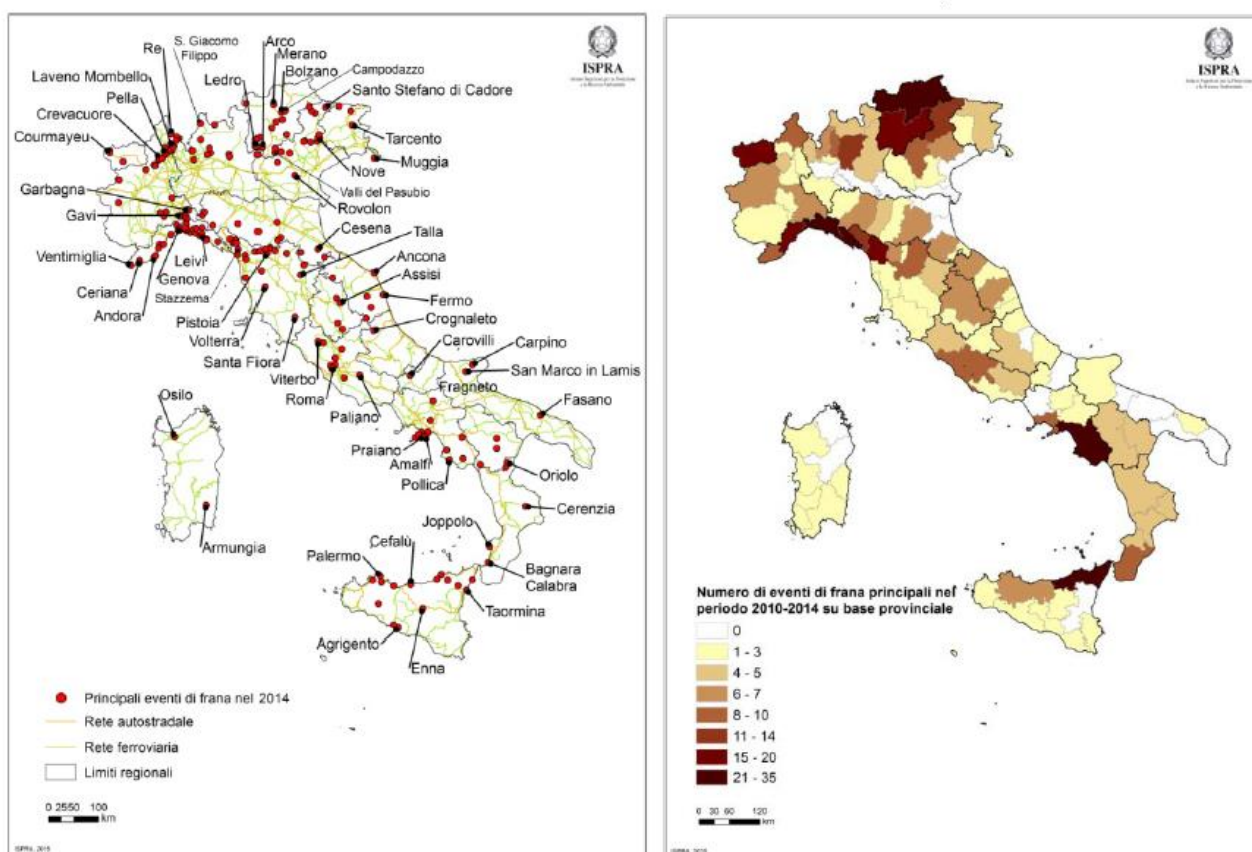 ISPRA
Re
S. Giacomo
Filippo
Arco
Merano
Bolzano
Campodazzo
Laveno Mombello
Ledro
Santo Stefano di Cadore
Pella
Crevacuore
Courmayeu
Tarcento
Muggia
Nove
Garbagna
Valli del Pasubio
Rovolon
Gavi
Cesena
Talla
Ventimiglia
Leivi
Genova
Ancona
Assisi
Ceriana
Stazzema
Fermo
Andora
Pistoia
Crognaleto
Volterra
Carovilli
Carpino
Santa Fiora
San Marco in Lamis
Viterbo
Fragneto
Roma
Fasano
Osilo
Paliano
Praiano
Amalfi
Oriolo
Pollica
Cerenzia
Joppolo
Armungia
Palermo
Cefalù
Bagnara
Calabra
Taormina
Agrigento
Enna
Principali eventi di frana nel 2014
Rete autostradale
Rete ferroviaria
Limiti regionali
0 25 50 100
km
ISPRA, 2015
ISPRA
Numero di eventi di frana principali nel
periodo 2010-2014 su base provinciale
0
1 - 3
4 - 5
6 - 7
8 - 10
11 - 14
15 - 20
21 - 35
0 30 60 120
km